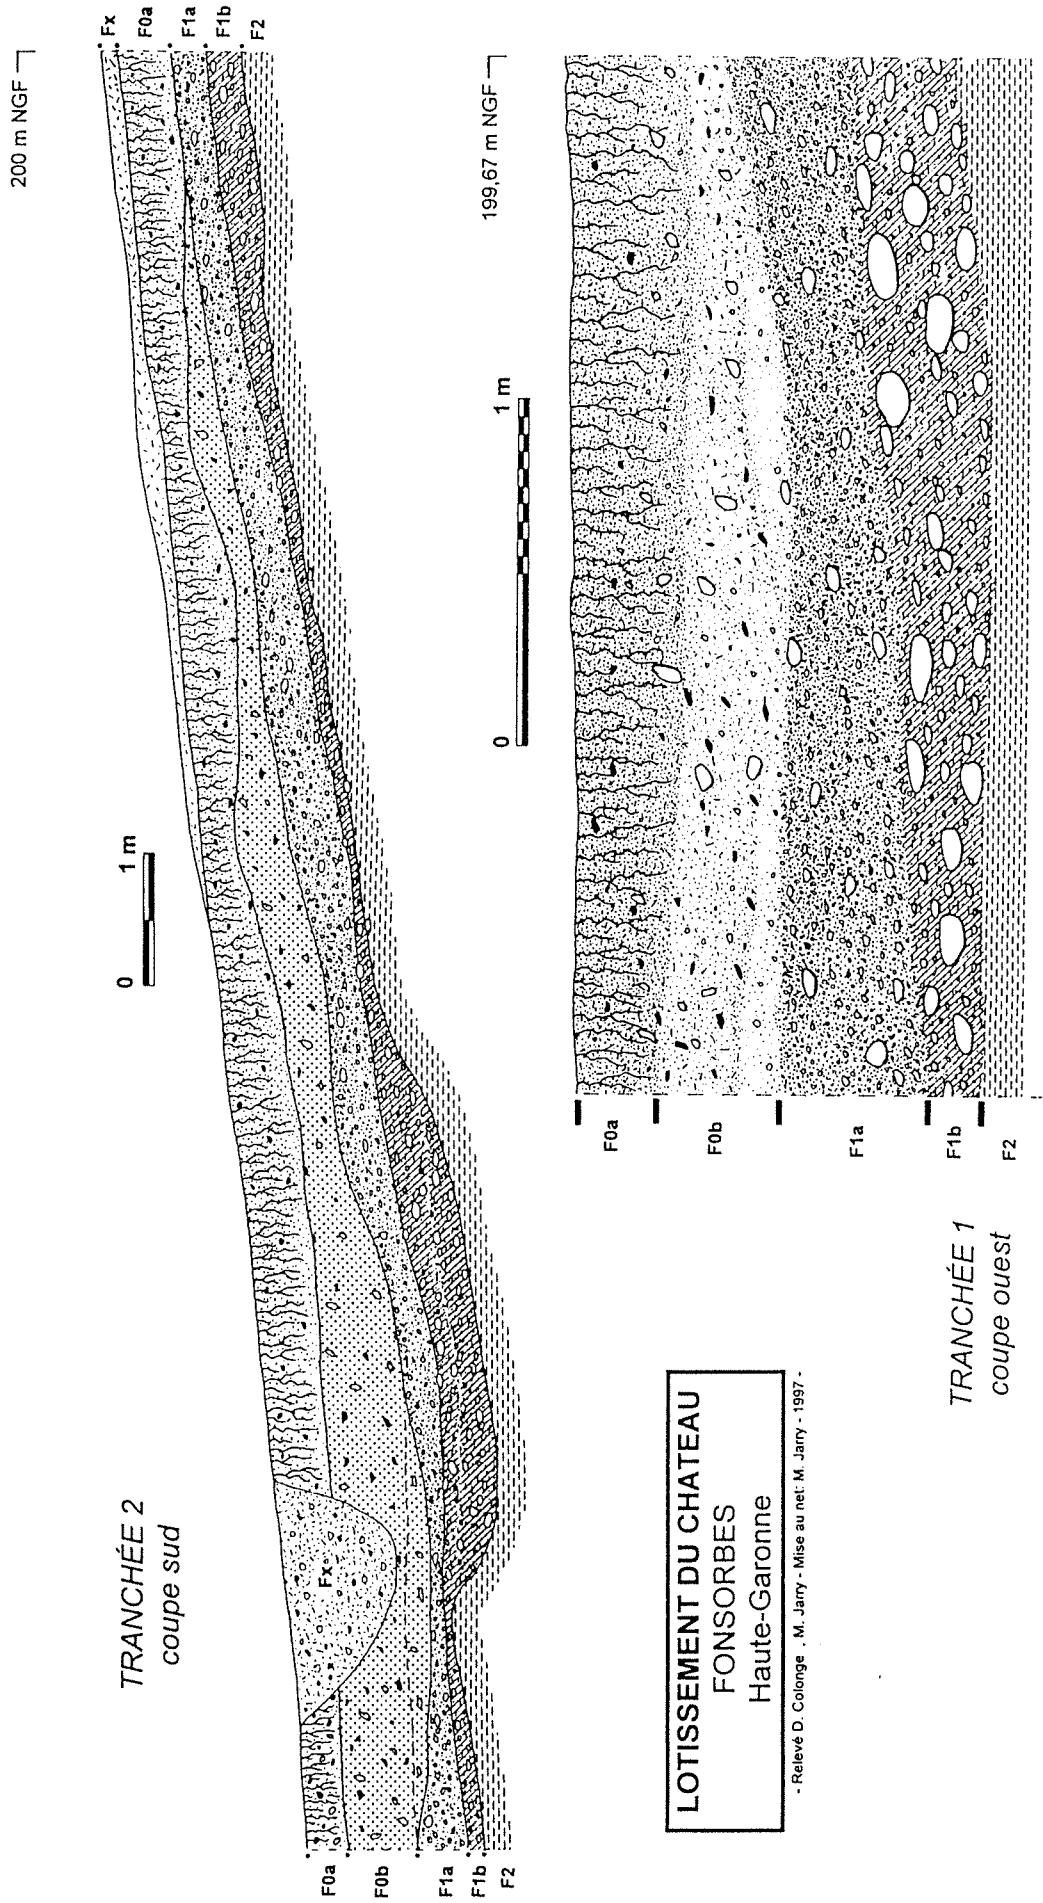 TRANCHÉE 2
coupe sud
200 m NGF
Fx
F0a
F1a
F1b
F2
0
1 m
Fx
F0a
F0b
F1a
F1b
F2
199,67 m NGF
0
1 m
F0a
F0b
F1a
F1b
F2
TRANCHÉE 1
coupe ouest
LOTISSEMENT DU CHATEAU
FONSORBES
Haute-Garonne
- Relevé D. Colonge . M. Jarry - Mise au net: M. Jarry - 1997 -